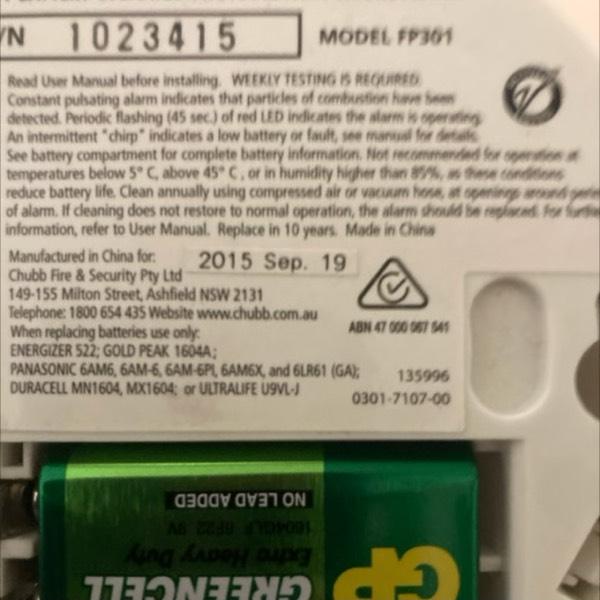 /N 1023415 MODEL FP301
Read User Manual before installing. WEEKLY TESTING IS REQUIRED.
Constant pulsating alarm indicates that particles of combustion have been
detected. Periodic flashing (45 sec.) of red LED indicates the alarm is operating.
An intermittent "chirp" indicates a low battery or fault, see manual for details.
See battery compartment for complete battery information. Not recommended for operation at
temperatures below 5° C, above 45° C, or in humidity higher than 85%, as these conditions
reduce battery life. Clean annually using compressed air or vacuum hose, at openings around
of alarm. If cleaning does not restore to normal operation, the alarm should be replaced. For
information, refer to User Manual. Replace in 10 years. Made in China
Manufactured in China for: 2015 Sep. 19
Chubb Fire & Security Pty Ltd
149-155 Milton Street, Ashfield NSW 2131
Telephone: 1800 654 435 Website www.chubb.com.au
When replacing batteries use only: ABN 47 000 067 541
ENERGIZER 522; GOLD PEAK 1604A;
PANASONIC 6AM6, 6AM-6, 6AM-6PI, 6AM6X, and 6LR61 (GA); 135996
DURACELL MN1604, MX1604; or ULTRALIFE U9VL-J 0301-7107-00
NO LEAD ADDED
1604GLF 6F22 9V
Extra Heavy Duty
GREENCELL
GP